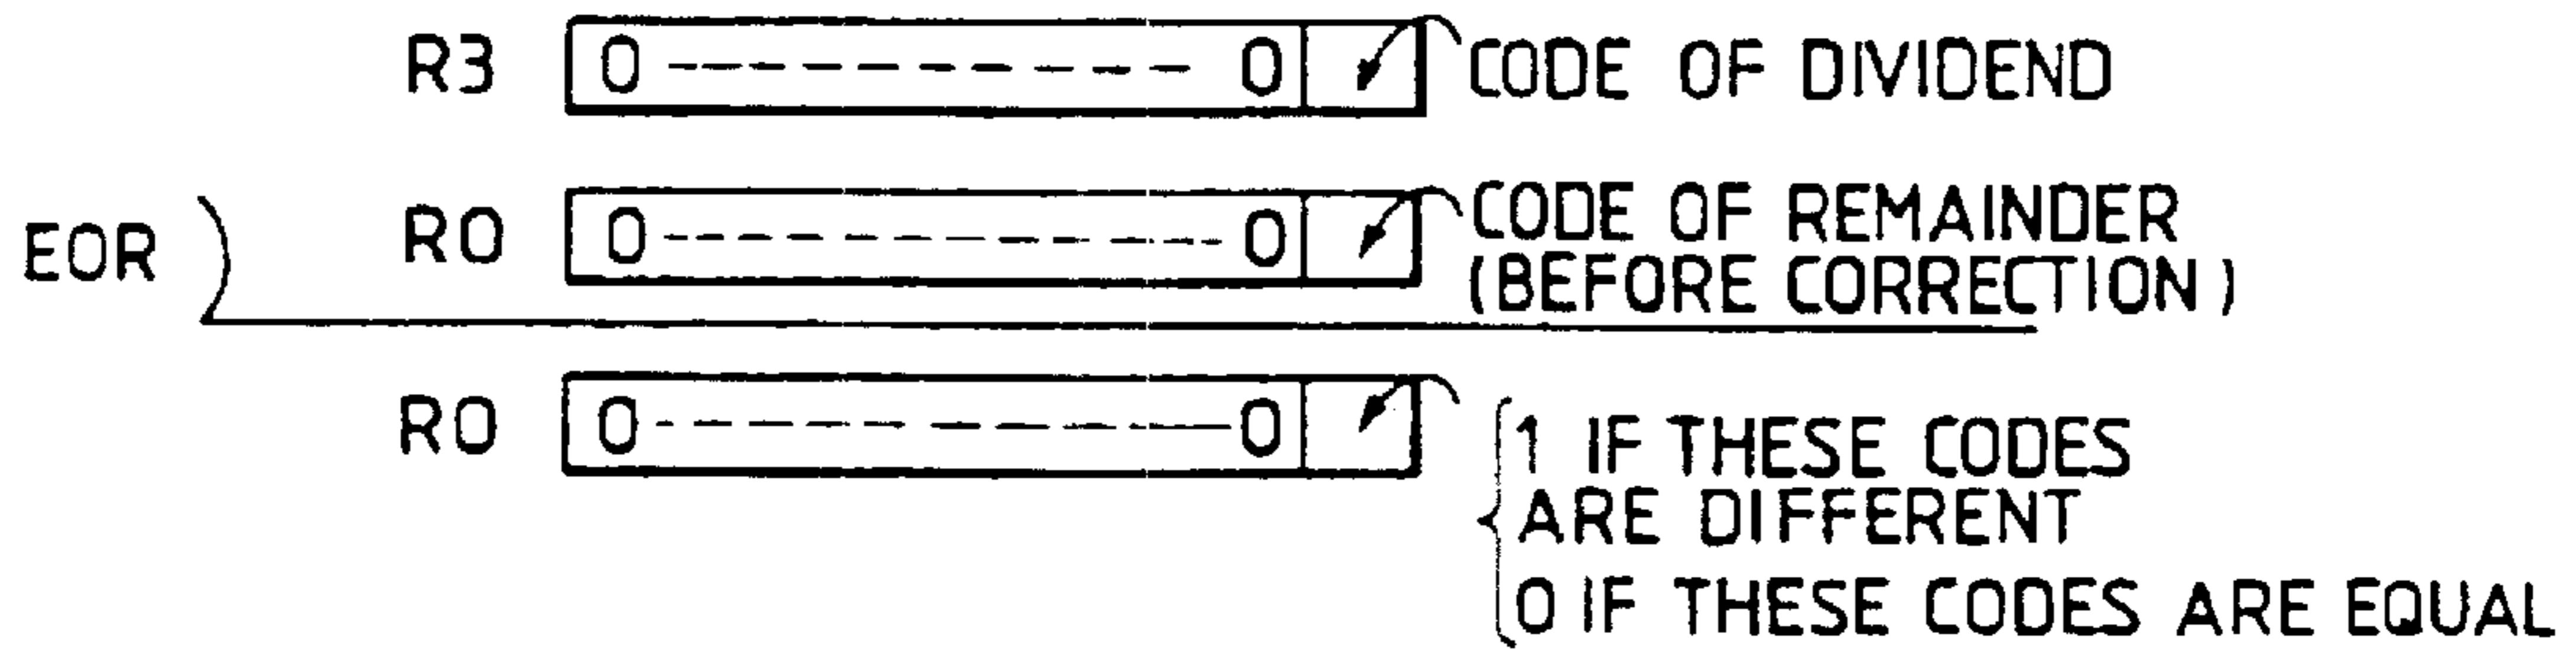 R3 0 0 CODE OF DIVIDEND
EOR R0 0 0 CODE OF REMAINDER
(BEFORE CORRECTION)
R0 0 0
1 IF THESE CODES
ARE DIFFERENT
0 IF THESE CODES ARE EQUAL